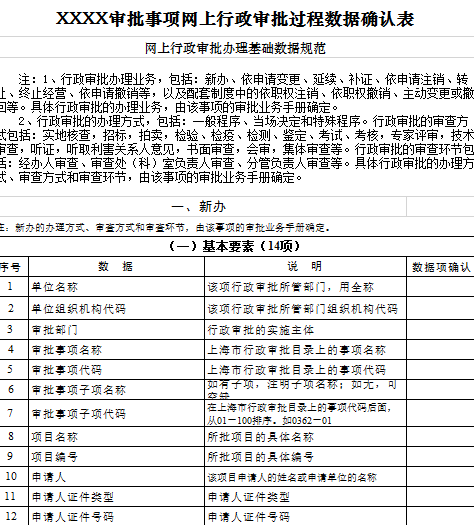 XXXX审批事项网上行政审批过程数据确认表
网上行政审批办理基础数据规范
注：1、行政审批办理业务，包括：新办、依申请变更、延续、补证、依申请注销、转
止、终止经营、依申请撤销等，以及配套制度中的依职权注销、依职权撤销、主动变更或撤
回等。具体行政审批的办理业务，由该事项的审批业务手册确定。
2、行政审批的办理方式，包括：一般程序、当场决定和特殊程序。行政审批的审查方
式包括：实地核查，招标，拍卖，检验、检疫、检测、鉴定、考试、考核，专家评审，技术
审查，听证，听取利害关系人意见，书面审查，会审，集体审查等。行政审批的审查环节包
括：经办人审查、审查处（科）室负责人审查、分管负责人审查等。具体行政审批的办理方
式、审查方式和审查环节，由该事项的审批业务手册确定。
一、新办
注：新办的办理方式、审查方式和审查环节，由该事项的审批业务手册确定。
（一）基本要素（14项）
序号 数 据 说 明 数据项确认
1 单位名称 该项行政审批所管部门，用全称
2 单位组织机构代码 该项行政审批所管部门组织机构代码
3 审批部门 行政审批的实施主体
4 审批事项名称 上海市行政审批目录上的事项名称
5 审批事项代码 上海市行政审批目录上的事项代码
6 审批事项子项名称 如有子项，注明子项名称；如无，可
空缺
7 审批事项子项代码 在上海市行政审批目录上的事项代码后面，
从01－100排序。如0362－01
8 项目名称 所批项目的具体名称
9 项目编号 所批项目的具体编号
10 申请人 该项目申请人的姓名或申请单位的名称
11 申请人证件类型 申请人证件类型
12 申请人证件号码 申请人证件号码